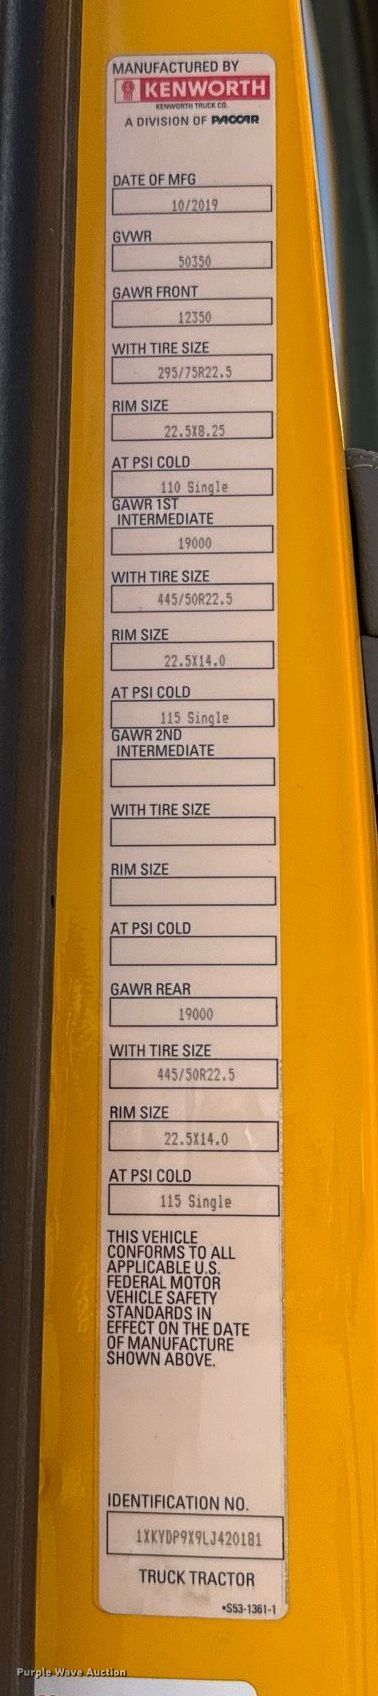 MANUFACTURED BY
KENWORTH
KENWORTH TRUCK CO.
A DIVISION OF PACCAR
DATE OF MFG
10/2019
GVWR
50350
GAWR FRONT
12350
WITH TIRE SIZE
295/75R22.5
RIM SIZE
22.5X8.25
AT PSI COLD
110 Single
GAWR 1ST
INTERMEDIATE
19000
WITH TIRE SIZE
445/50R22.5
RIM SIZE
22.5X14.0
AT PSI COLD
115 Single
GAWR 2ND
INTERMEDIATE
WITH TIRE SIZE
RIM SIZE
AT PSI COLD
GAWR REAR
19000
WITH TIRE SIZE
445/50R22.5
RIM SIZE
22.5X14.0
AT PSI COLD
115 Single
THIS VEHICLE
CONFORMS TO ALL
APPLICABLE U.S.
FEDERAL MOTOR
VEHICLE SAFETY
STANDARDS IN
EFFECT ON THE DATE
OF MANUFACTURE
SHOWN ABOVE.
IDENTIFICATION NO.
1XKYDP9X9LJ420181
TRUCK TRACTOR
*S53-1361-1
Purple Wave Auction